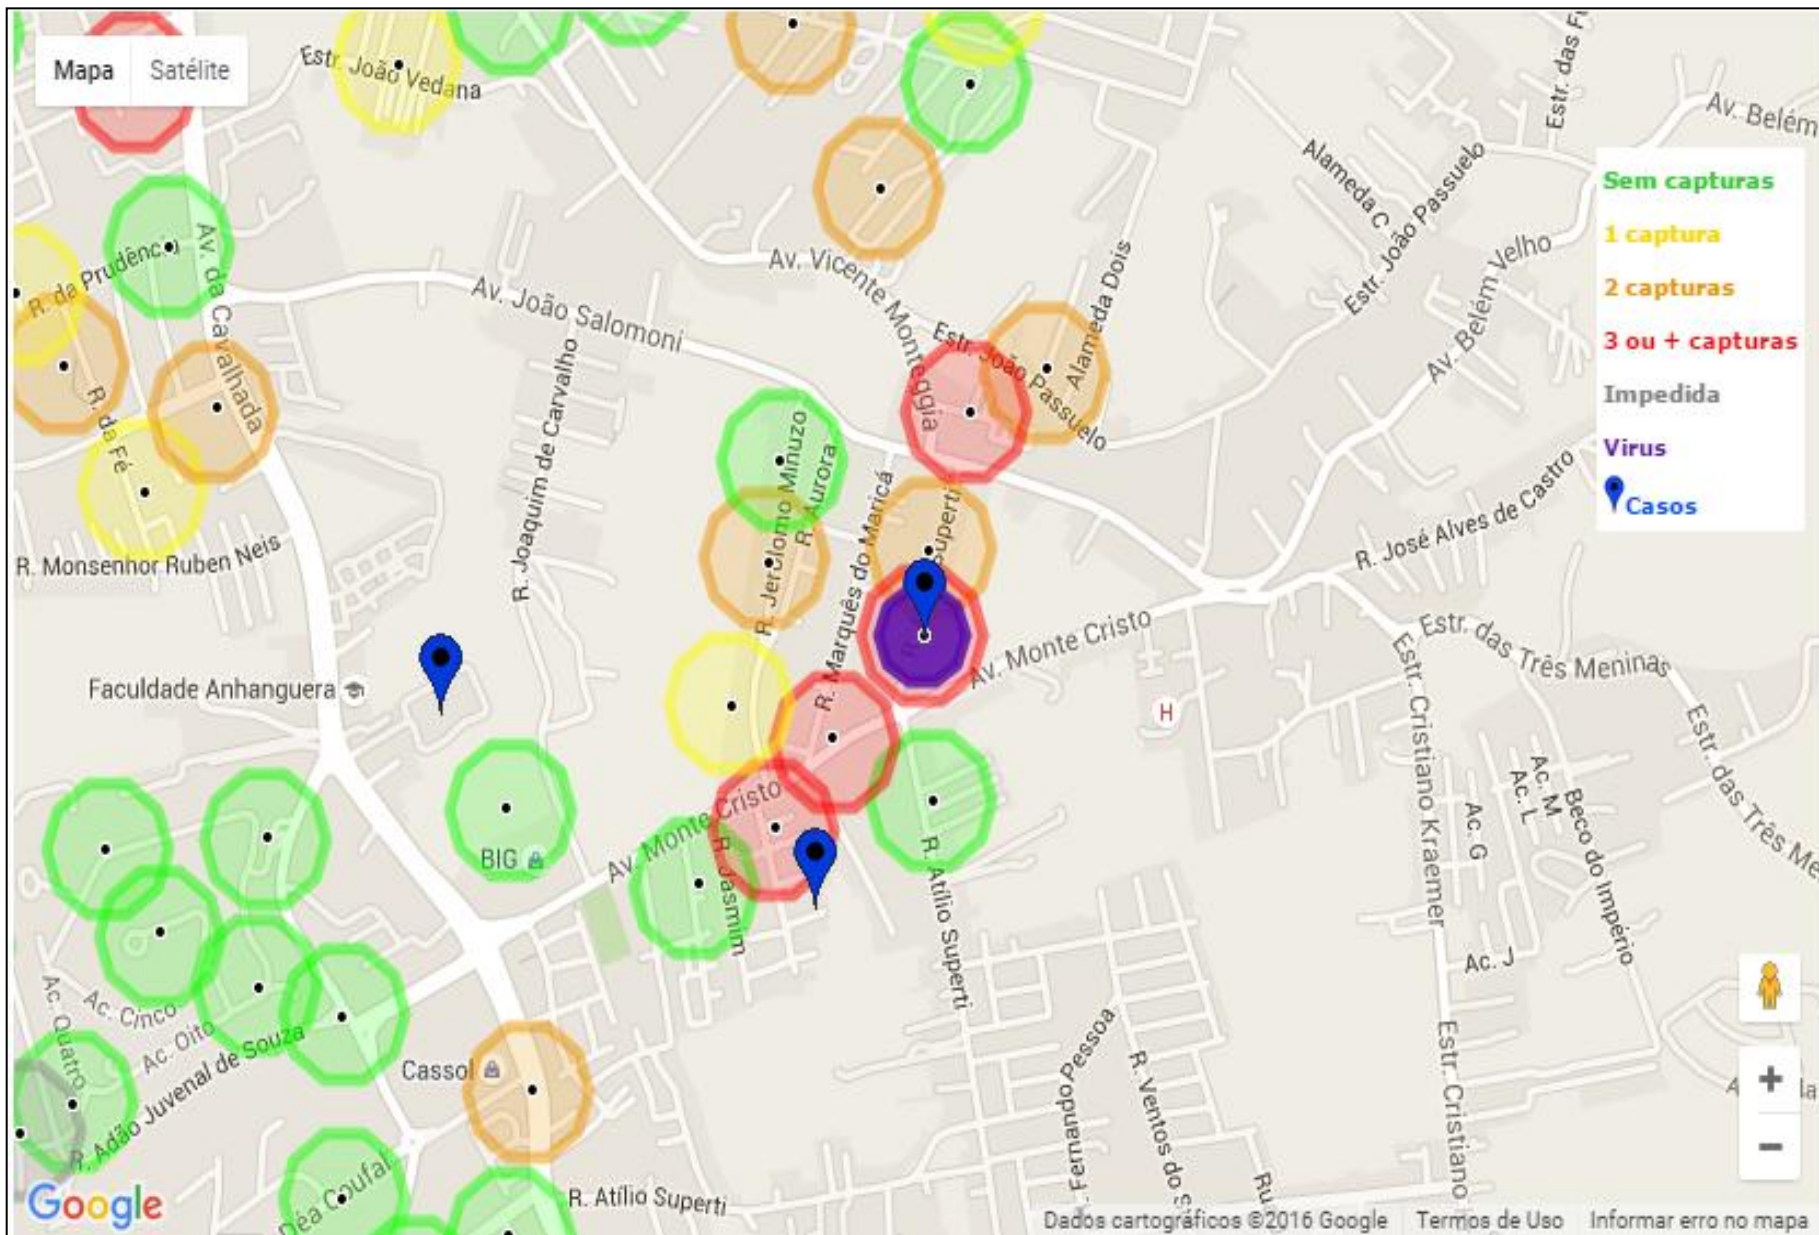 Mapa Satélite
Estr. João Vedana
Av. Belém
Alameda C
Estr. João Passuelo
Sem capturas
1 captura
2 capturas
3 ou + capturas
Impedida
Virus
Casos
R. da Prudência
Av. da Cavalhada
Av. Vicente Monteggia
Av. Belém Velho
Av. João Salomoni
Alameda Dois
Estr. João Passuelo
R. da Fé
R. Joaquim de Carvalho
R. Jerolomo Minuzo
R. Aurora
R. Marquês do Maricá
Superti
R. José Alves de Castro
R. Monsenhor Ruben Neis
Av. Monte Cristo
Estr. das Três Meninas
Faculdade Anhanguera
H
Estr. Cristiano Kraemer
Estr. das Três Me
Av. Monte Cristo
BIG
R. Jasmim
R. Atílio Superti
Ac. G
Ac. L
Ac. M
Beco do Império
Ac. J
Ac. Quatro
Ac. Cinco
Ac. Oito
R. Adão Juvenal de Souza
Cassol
R. Fernando Pessoa
R. Ventos do S
Estr. Cristiano
Déa Coufal
R. Atílio Superti
Ru
+
−
Google
Dados cartográficos ©2016 Google Termos de Uso Informar erro no mapa